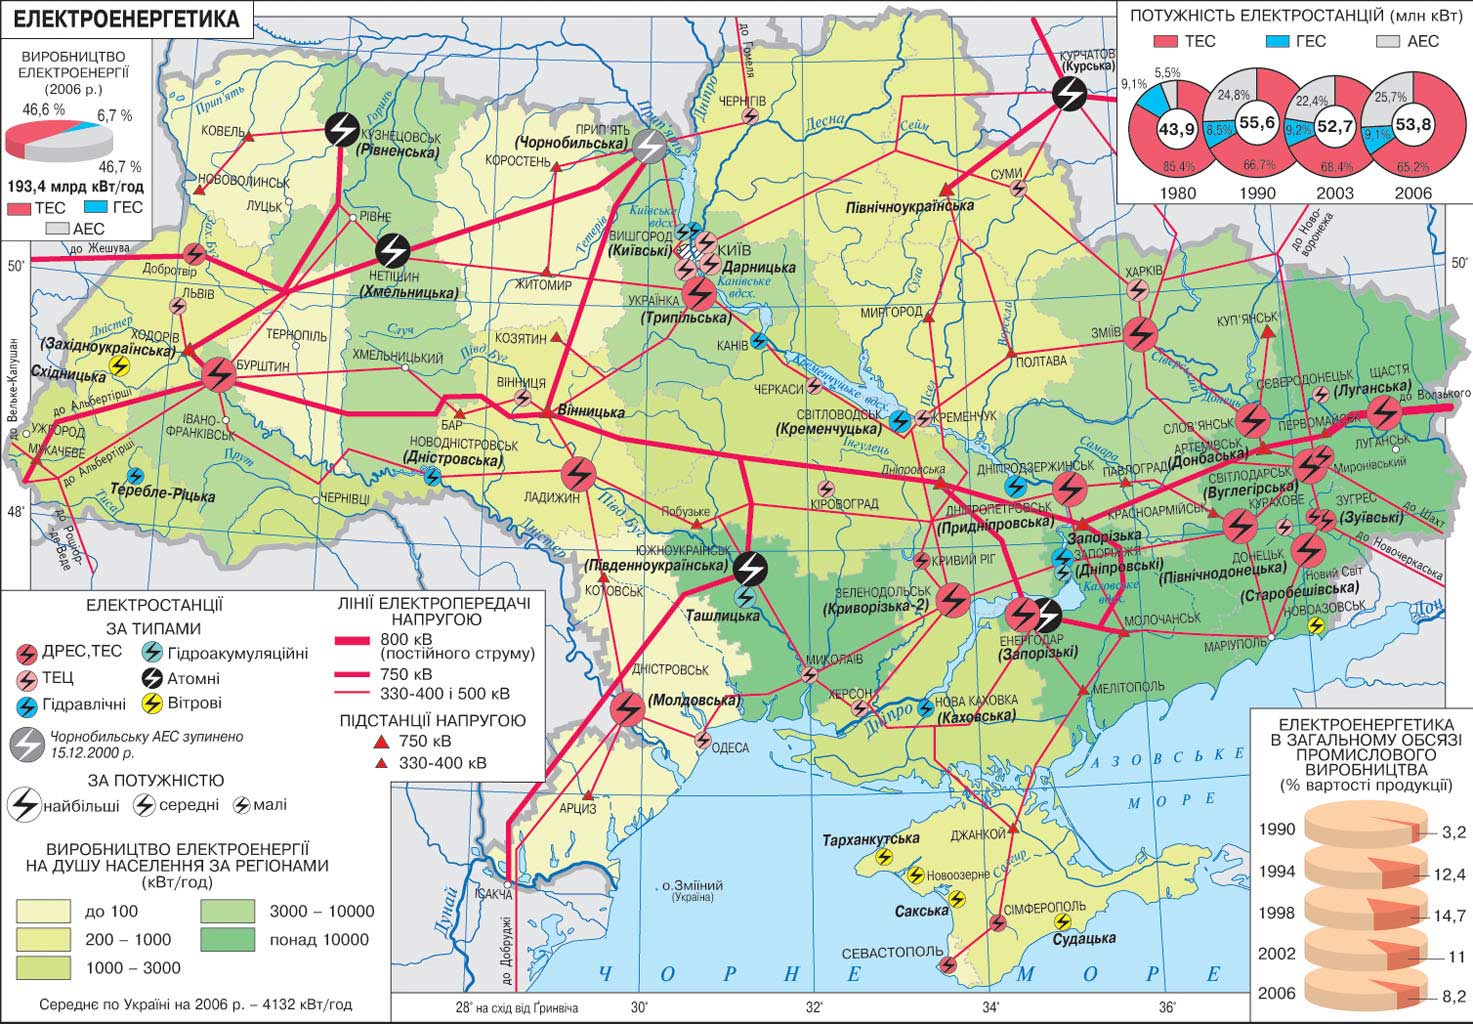 ЕЛЕКТРОЕНЕРГЕТИКА
ВИРОБНИЦТВО
ЕЛЕКТРОЕНЕРГІЇ
(2006 р.)
46,6 %
6,7 %
46,7%
193,4 млрд кВт/год
ТЕС
ГЕС
АЕС
ПОТУЖНІСТЬ ЕЛЕКТРОСТАНЦІЙ (млн кВт)
ТЕС
ГЕС
АЕС
5,5%
9,1%
43,9
85.4%
1980
24,8%
8,5%
55,6
66.7%
1990
22,4%
9,2%
52,7
68.4%
2003
25,7%
9,1%
53,8
65.2%
2006
до Гомеля
КУРЧАТОВ
(Курська)
до Ново-
воронежа
Прип'ять
Горинь
КОВЕЛЬ
КУЗНЕЦОВСЬК
(Рівненська)
НОВОВОЛИНСЬК
ЛУЦЬК
РІВНЕ
ПРИП'ЯТЬ
(Чорнобильська)
КОРОСТЕНЬ
Прип'ять
Дніпро
ЧЕРНІГІВ
Десна
Сейм
СУМИ
Північноукраїнська
до Жешува
50°
50°
Зах. Буг
Добротвір
НЕТІШИН
(Хмельницька)
Тетерів
ЖИТОМИР
Київське
вдсх.
ВИШГОРОД
(Київські)
КИЇВ
Дарницька
Канівське
вдсх.
УКРАЇНКА
(Трипільська)
Сула
МИРГОРОД
Ворскла
ПОЛТАВА
ХАРКІВ
ЗМІЇВ
КУП'ЯНСЬК
ЛЬВІВ
Дністер
ХОДОРІВ
(Західноукраїнська)
Східницька
ТЕРНОПІЛЬ
Случ
ХМЕЛЬНИЦЬКИЙ
Півд Буг
КОЗЯТИН
КАНІВ
Кременчуцьке вдсх.
Псел
Сіверський
Донець
СЄВЕРОДОНЕЦЬК
ЩАСТЯ
(Луганська)
до Волзького
до Вельке-Капушан
до Альбертірші
БУРШТИН
ВІННИЦЯ
Вінницька
БАР
ЧЕРКАСИ
СВІТЛОВОДСЬК
(Кременчуцька)
КРЕМЕНЧУК
СЛОВ'ЯНСЬК
ПЕРВОМАЙСЬК
АРТЕМІВСЬК
(Донбаська)
ЛУГАНСЬК
УЖГОРОД
МУКАЧЕВЕ
до Альбертірші
ІВАНО-
ФРАНКІВСЬК
НОВОДНІСТРОВСЬК
(Дністровська)
Інгулець
Самара
Дніпровська
ДНІПРОДЗЕРЖИНСЬК
ПАВЛОГРАД
СВІТЛОДАРСЬК
(Вуглегірська)
Миронівський
Теребле-Ріцька
Прут
Тиса
ЧЕРНІВЦІ
ЛАДИЖИН
Півд Буг
КІРОВОГРАД
Побузьке
ДНІПРОПЕТРОВСЬК
(Придніпровська)
КРАСНОАРМІЙСЬК
КУРАХОВЕ
ЗУГРЕС
(Зуївські)
до Шахт
48°
до Рошіор-
де-Веде
Дністер
Запорізька
до Новочеркаська
ЮЖНОУКРАЇНСЬК
(Південноукраїнська)
КРИВИЙ РІГ
ЗАПОРІЖЖЯ
(Дніпровські)
ДОНЕЦЬК
(Північнодонецька)
Новий Світ
(Старобешівська)
КОТОВСЬК
Ташлицька
ЗЕЛЕНОДОЛЬСЬК
(Криворізька-2)
Каховське
вдсх.
НОВОАЗОВСЬК
Дон
ЕНЕРГОДАР
(Запорізькі)
МОЛОЧАНСЬК
МАРІУПОЛЬ
ДНІСТРОВСЬК
(Молдовська)
МИКОЛАЇВ
ХЕРСОН
Дніпро
НОВА КАХОВКА
(Каховська)
МЕЛІТОПОЛЬ
ОДЕСА
АРЦИЗ
АЗОВСЬКЕ
МОРЕ
ДЖАНКОЙ
Тарханкутська
Салгир
Новоозерне
Сакська
СІМФЕРОПОЛЬ
Судацька
СЕВАСТОПОЛЬ
ІСАКЧА
Дунай
до Добруджі
о.Зміїний
(Україна)
ЧОРНЕ МОРЕ
28° на схід від Ґринвіча
30°
32°
34°
36°
ЕЛЕКТРОСТАНЦІЇ
ЗА ТИПАМИ
ДРЕС,ТЕС
ТЕЦ
Гідравлічні
Гідроакумуляційні
Атомні
Вітрові
Чорнобильську АЕС зупинено
15.12.2000 р.
ЗА ПОТУЖНІСТЮ
найбільші
середні
малі
ЛІНІЇ ЕЛЕКТРОПЕРЕДАЧІ
НАПРУГОЮ
800 кВ
(постійного струму)
750 кВ
330-400 і 500 кВ
ПІДСТАНЦІЇ НАПРУГОЮ
750 кВ
330-400 кВ
ВИРОБНИЦТВО ЕЛЕКТРОЕНЕРГІЇ
НА ДУШУ НАСЕЛЕННЯ ЗА РЕГІОНАМИ
(кВт/год)
до 100
200 – 1000
1000 – 3000
3000 – 10000
понад 10000
Середнє по Україні на 2006 р. – 4132 кВт/год
ЕЛЕКТРОЕНЕРГЕТИКА
В ЗАГАЛЬНОМУ ОБСЯЗІ
ПРОМИСЛОВОГО
ВИРОБНИЦТВА
(% вартості продукції)
1990
3,2
1994
12,4
1998
14,7
2002
11
2006
8,2